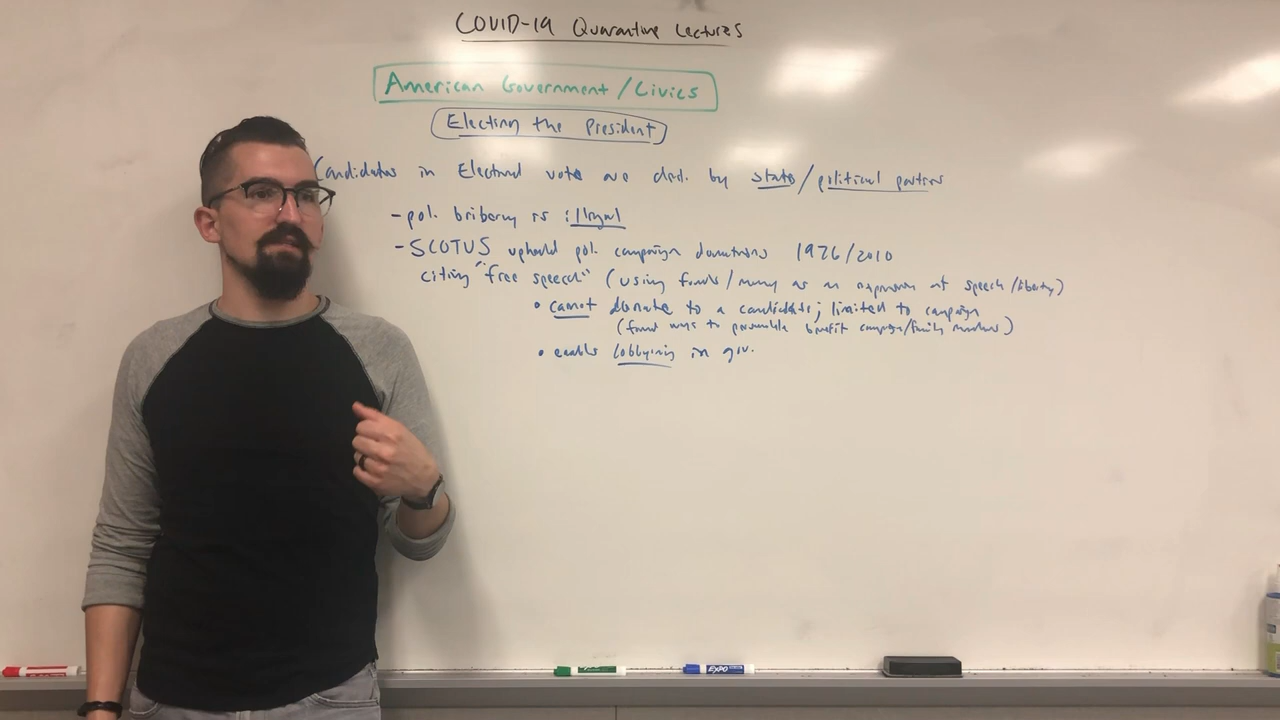 COVID-19 Quarantine Lectures
American Government/Civics
Electing the President
Candidates in Electoral vote are ded. by state/political parties
- pol. bribery is illegal
- SCOTUS upheld pol. campaign donations 1976/2010
citing "free speech" (using funds/money as an expression of speech/liberty)
• cannot donate to a candidate; limited to campaign
(found ways to personally benefit campaign/family members)
• enables lobbying in gov.
EXPO